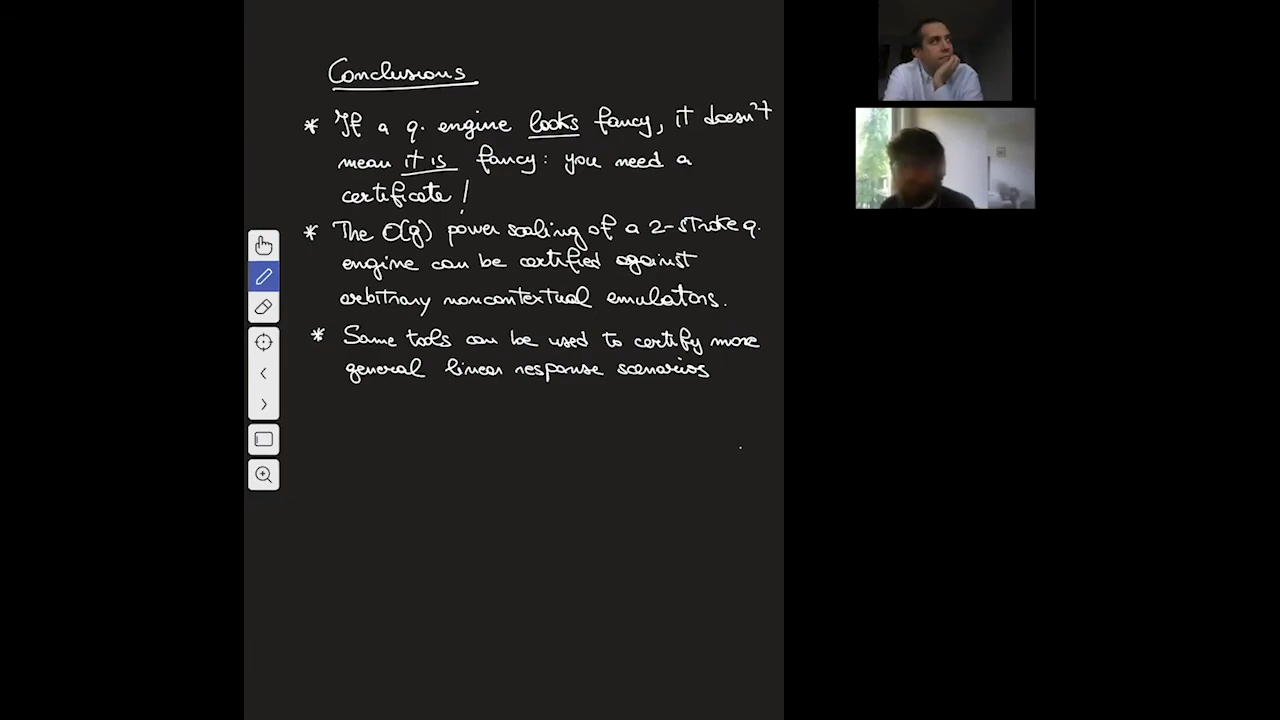 Conclusions
* If a q. engine looks fancy, it doesn't
mean it is fancy: you need a
certificate!
* The O(g) power scaling of a 2-stroke q.
engine can be certified against
arbitrary noncontextual emulators.
* Same tools can be used to certify more
general linear response scenarios